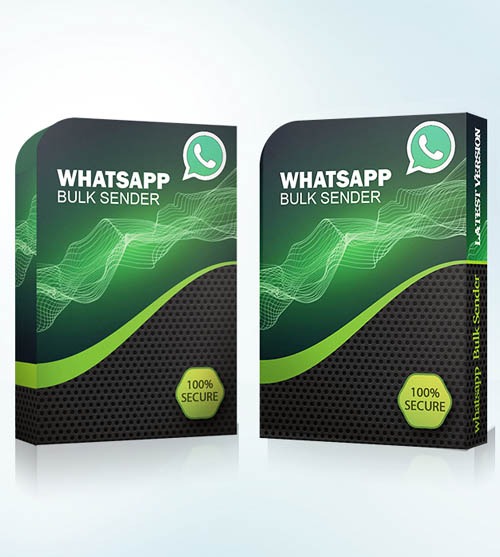 WHATSAPP
BULK SENDER
100%
SECURE
WHATSAPP
BULK SENDER
100%
SECURE
LATEST VERSION
whatsapp Bulk Sender